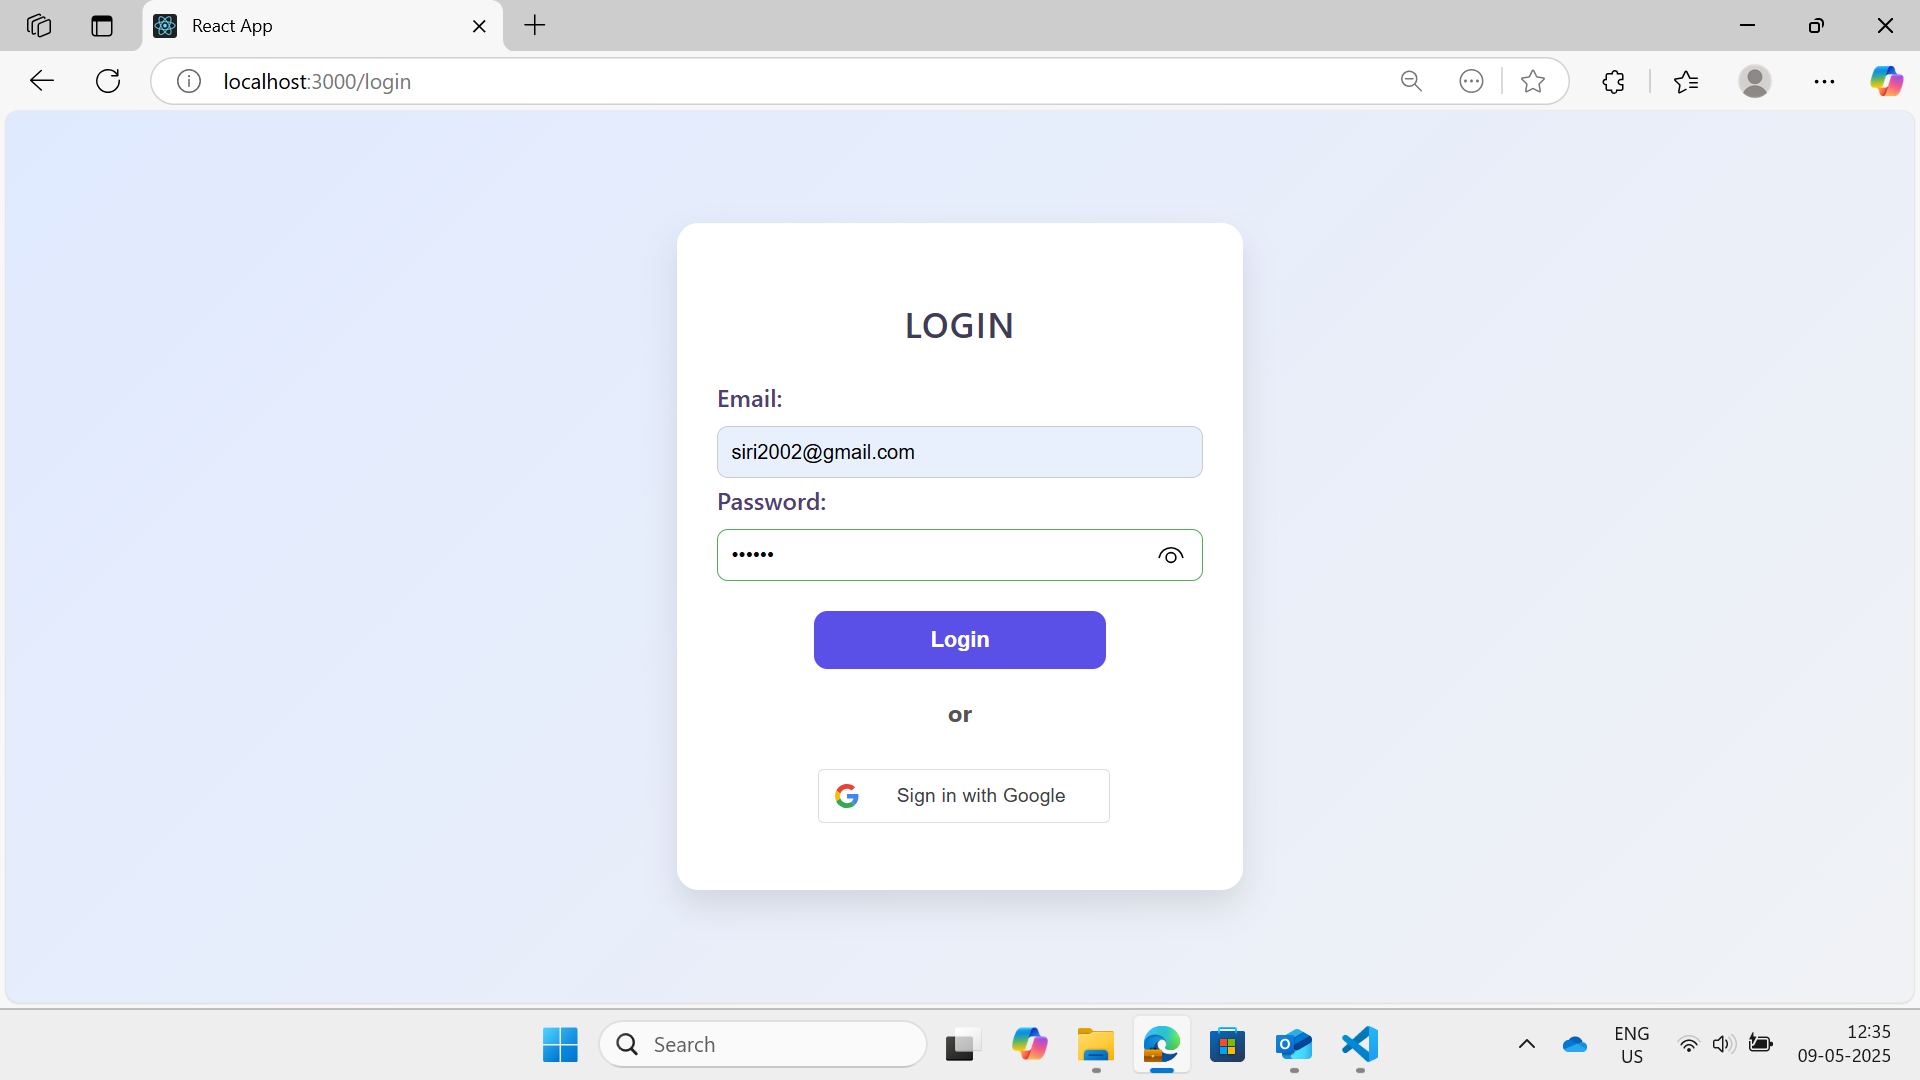 React App
localhost:3000/login
LOGIN
Email:
siri2002@gmail.com
Password:
••••••
Login
or
Sign in with Google
Search
ENG
US
12:35
09-05-2025